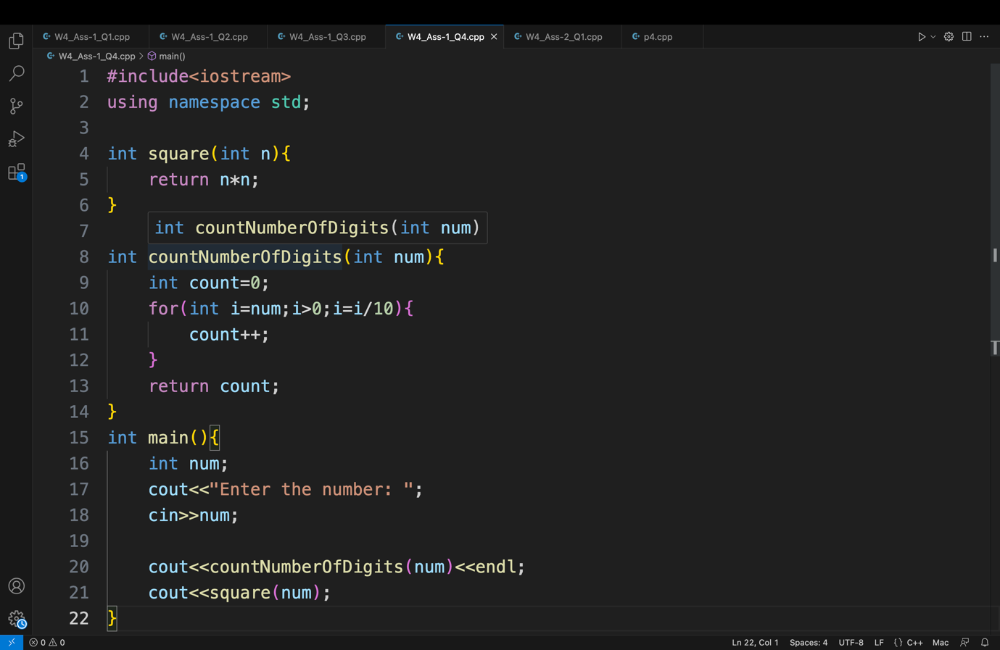 W4_Ass-1_Q1.cpp W4_Ass-1_Q2.cpp W4_Ass-1_Q3.cpp W4_Ass-1_Q4.cpp W4_Ass-2_Q1.cpp p4.cpp
W4_Ass-1_Q4.cpp > main()
1 #include<iostream>
2 using namespace std;
3
4 int square(int n){
5     return n*n;
6 }
7 int countNumberOfDigits(int num)
8 int countNumberOfDigits(int num){
9     int count=0;
10     for(int i=num;i>0;i=i/10){
11         count++;
12     }
13     return count;
14 }
15 int main(){
16     int num;
17     cout<<"Enter the number: ";
18     cin>>num;
19
20     cout<<countNumberOfDigits(num)<<endl;
21     cout<<square(num);
22 }
1
0 0 Ln 22, Col 1 Spaces: 4 UTF-8 LF {} C++ Mac